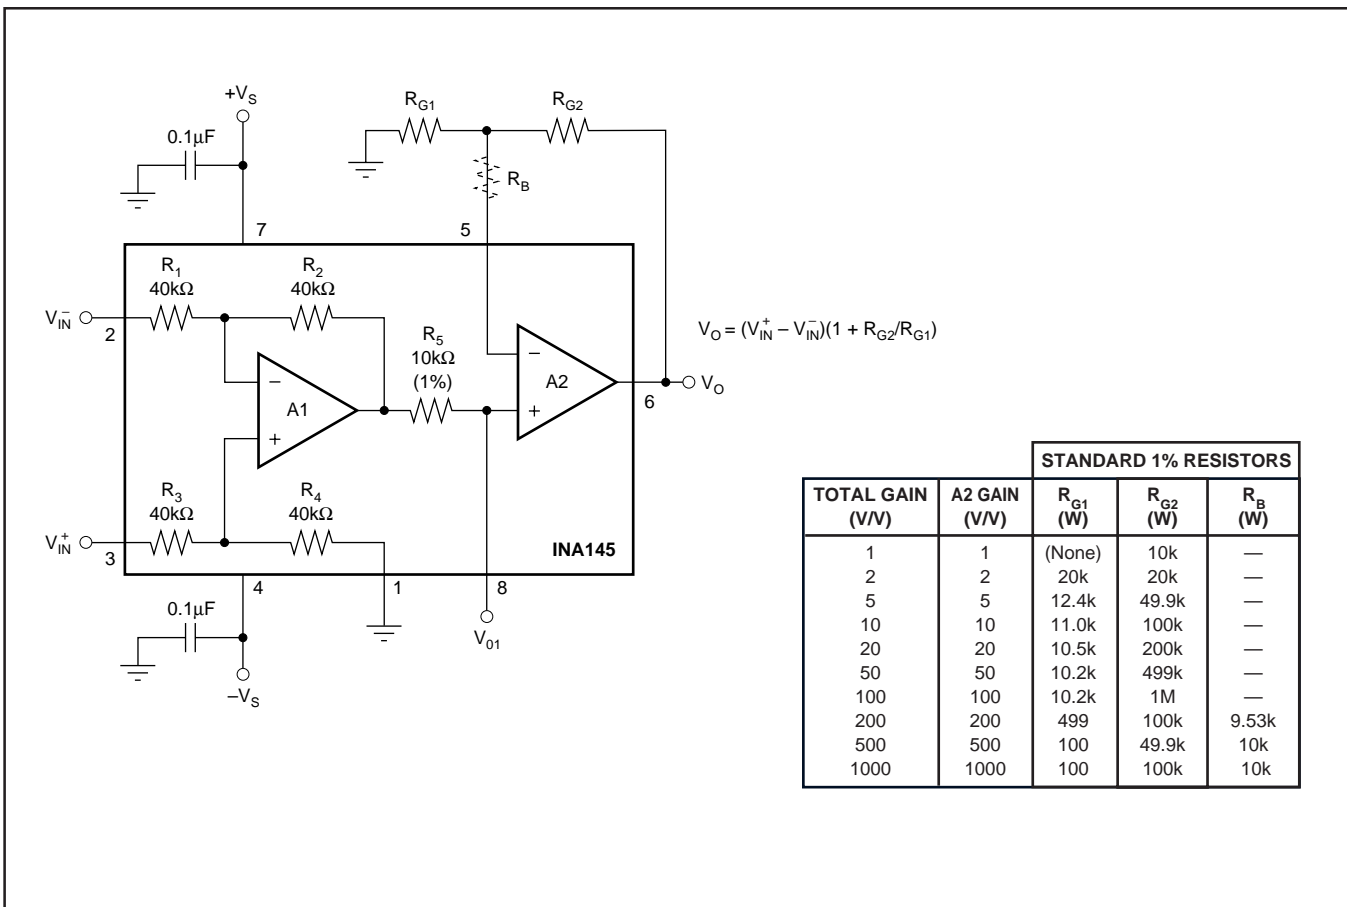 +V_S
0.1µF
R_G1
R_G2
R_B
7
5
R_1
40kΩ
R_2
40kΩ
V_IN^–
2
R_5
10kΩ
(1%)
V_O = (V_IN^+ – V_IN^–)(1 + R_G2/R_G1)
–
A1
+
–
A2
+
6
V_O
R_3
40kΩ
R_4
40kΩ
V_IN^+
3
INA145
4
1
8
0.1µF
V_01
–V_S
STANDARD 1% RESISTORS
TOTAL GAIN (V/V) A2 GAIN (V/V) R_G1 (W) R_G2 (W) R_B (W)
1 1 (None) 10k —
2 2 20k 20k —
5 5 12.4k 49.9k —
10 10 11.0k 100k —
20 20 10.5k 200k —
50 50 10.2k 499k —
100 100 10.2k 1M —
200 200 499 100k 9.53k
500 500 100 49.9k 10k
1000 1000 100 100k 10k